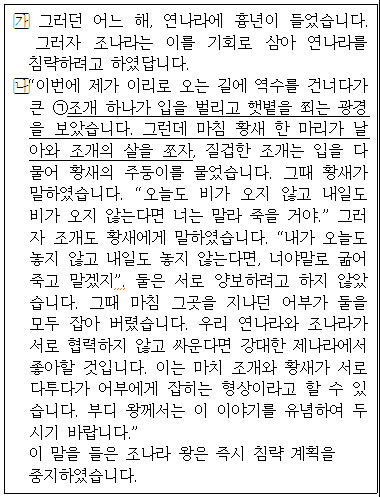 가 그러던 어느 해, 연나라에 흉년이 들었습니다.
그러자 조나라는 이를 기회로 삼아 연나라를
침략하려고 하였답니다.
나“이번에 제가 이리로 오는 길에 역수를 건너다가
큰 ㉠조개 하나가 입을 벌리고 햇볕을 쬐는 광경
을 보았습니다. 그런데 마침 황새 한 마리가 날
아와 조개의 살을 쪼자, 질겁한 조개는 입을 다
물어 황새의 주둥이를 물었습니다. 그때 황새가
말하였습니다. “오늘도 비가 오지 않고 내일도
비가 오지 않는다면 너는 말라 죽을 거야.” 그러
자 조개도 황새에게 말하였습니다. “내가 오늘도
놓지 않고 내일도 놓지 않는다면, 너야말로 굶어
죽고 말겠지”, 둘은 서로 양보하려고 하지 않았
습니다. 그때 마침 그곳을 지나던 어부가 둘을
모두 잡아 버렸습니다. 우리 연나라와 조나라가
서로 협력하지 않고 싸운다면 강대한 제나라에서
좋아할 것입니다. 이는 마치 조개와 황새가 서로
다투다가 어부에게 잡히는 형상이라고 할 수 있
습니다. 부디 왕께서는 이 이야기를 유념하여 두
시기 바랍니다.”
이 말을 들은 조나라 왕은 즉시 침략 계획을
중지하였습니다.